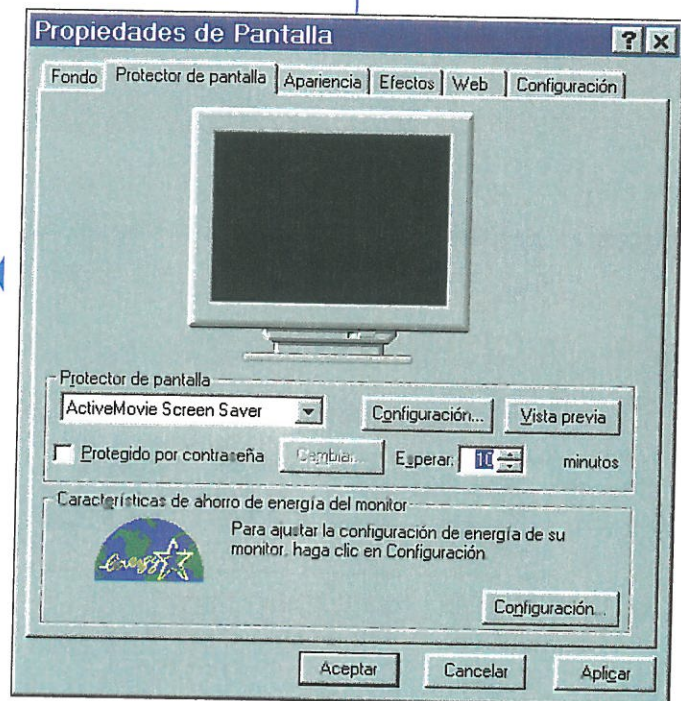 Propiedades de Pantalla
Fondo Protector de pantalla Apariencia Efectos Web Configuración
Protector de pantalla
ActiveMovie Screen Saver Configuración... Vista previa
Protegido por contraseña Cambiar... Esperar: 10 minutos
Características de ahorro de energía del monitor
Para ajustar la configuración de energía de su
monitor, haga clic en Configuración
energy
Configuración...
Aceptar Cancelar Aplicar